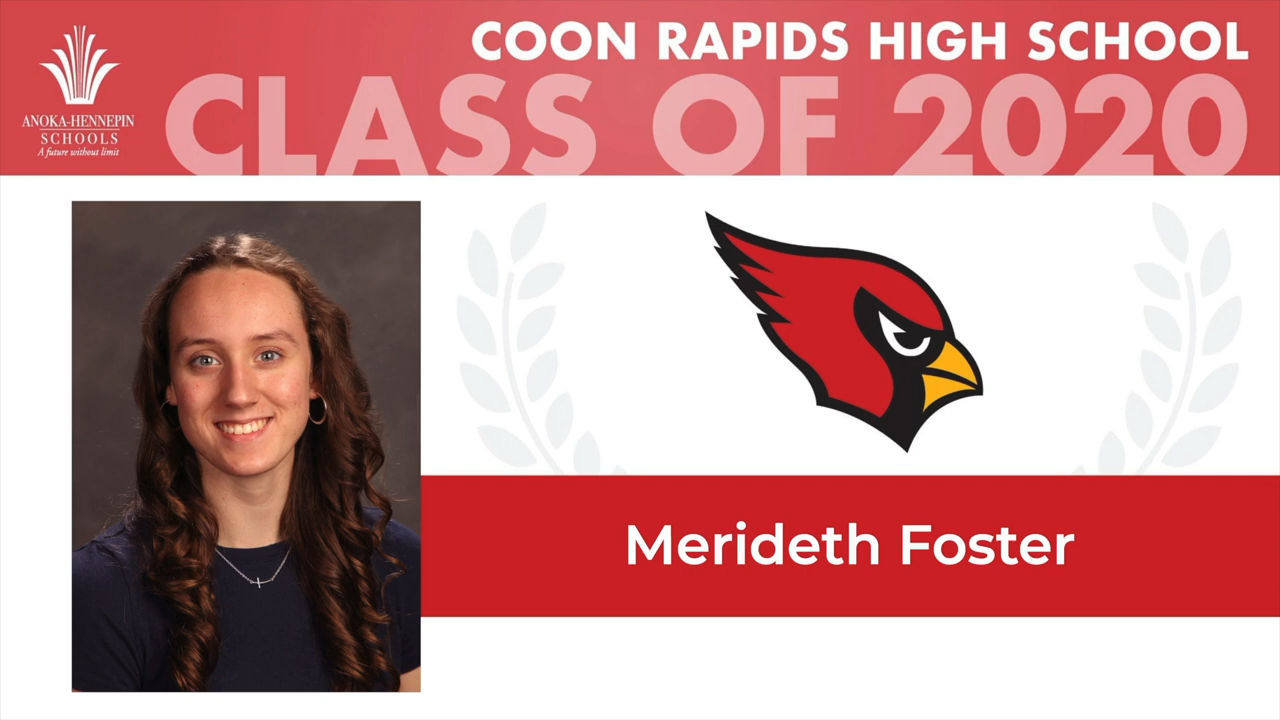 COON RAPIDS HIGH SCHOOL
CLASS OF 2020
ANOKA-HENNEPIN
SCHOOLS
A future without limit
Merideth Foster